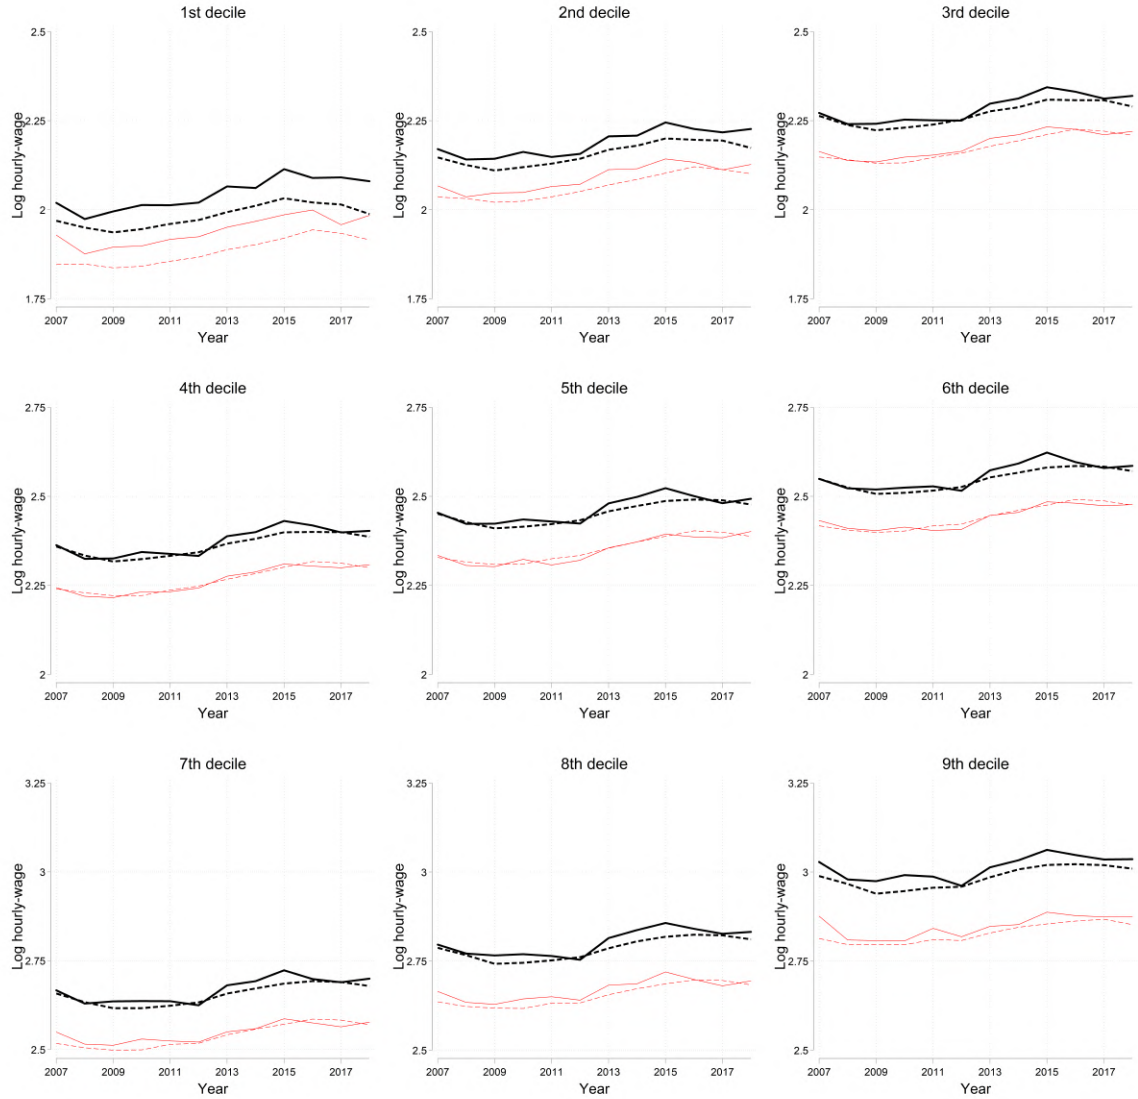 1st decile
2.5
2.25
2
1.75
Log hourly-wage
2007 2009 2011 2013 2015 2017
Year
2nd decile
2.5
2.25
2
1.75
Log hourly-wage
2007 2009 2011 2013 2015 2017
Year
3rd decile
2.5
2.25
2
1.75
Log hourly-wage
2007 2009 2011 2013 2015 2017
Year
4th decile
2.75
2.5
2.25
2
Log hourly-wage
2007 2009 2011 2013 2015 2017
Year
5th decile
2.75
2.5
2.25
2
Log hourly-wage
2007 2009 2011 2013 2015 2017
Year
6th decile
2.75
2.5
2.25
2
Log hourly-wage
2007 2009 2011 2013 2015 2017
Year
7th decile
3.25
3
2.75
2.5
Log hourly-wage
2007 2009 2011 2013 2015 2017
Year
8th decile
3.25
3
2.75
2.5
Log hourly-wage
2007 2009 2011 2013 2015 2017
Year
9th decile
3.25
3
2.75
2.5
Log hourly-wage
2007 2009 2011 2013 2015 2017
Year